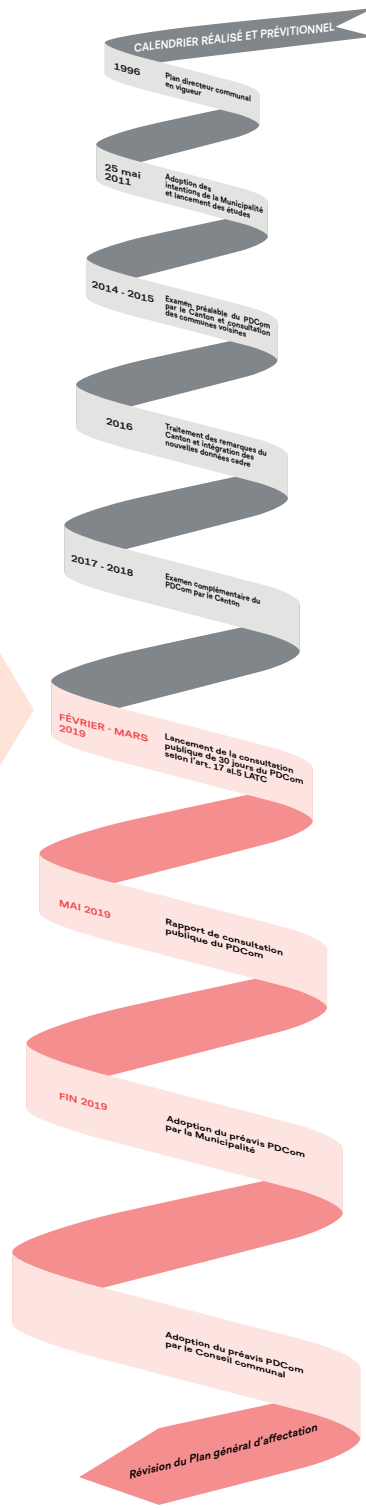 CALENDRIER RÉALISÉ ET PRÉVITIONNEL
1996
Plan directeur communal
en vigueur
25 mai
2011
Adoption des
intentions de la Municipalité
et lancement des études
2014 - 2015
Examen préalable du PDCom
par le Canton et consultation
des communes voisines
2016
Traitement des remarques du
Canton et intégration des
nouvelles données cadre
2017 - 2018
Examen complémentaire du
PDCom par le Canton
FÉVRIER - MARS
2019
Lancement de la consultation
publique de 30 jours du PDCom
selon l'art. 17 al.5 LATC
MAI 2019
Rapport de consultation
publique du PDCom
FIN 2019
Adoption du préavis PDCom
par la Municipalité
Adoption du préavis PDCom
par le Conseil communal
Révision du Plan général d'affectation